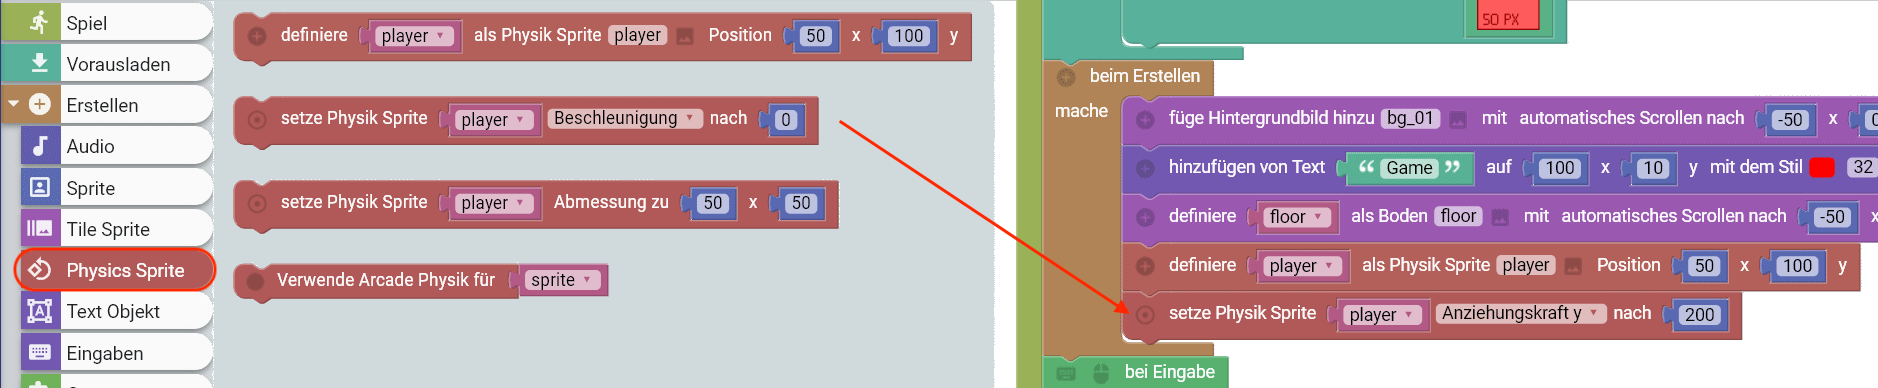 Spiel
Vorausladen
Erstellen
Audio
Sprite
Tile Sprite
Physics Sprite
Text Objekt
Eingaben
definiere player als Physik Sprite player Position 50 x 100 y
setze Physik Sprite player Beschleunigung nach 0
setze Physik Sprite player Abmessung zu 50 x 50
Verwende Arcade Physik für sprite
50 PX
beim Erstellen
mache
füge Hintergrundbild hinzu bg_01 mit automatisches Scrollen nach -50 x
hinzufügen von Text “ Game ” auf 100 x 10 y mit dem Stil 32
definiere floor als Boden floor mit automatisches Scrollen nach -50 x
definiere player als Physik Sprite player Position 50 x 100 y
setze Physik Sprite player Anziehungskraft y nach 200
bei Eingabe